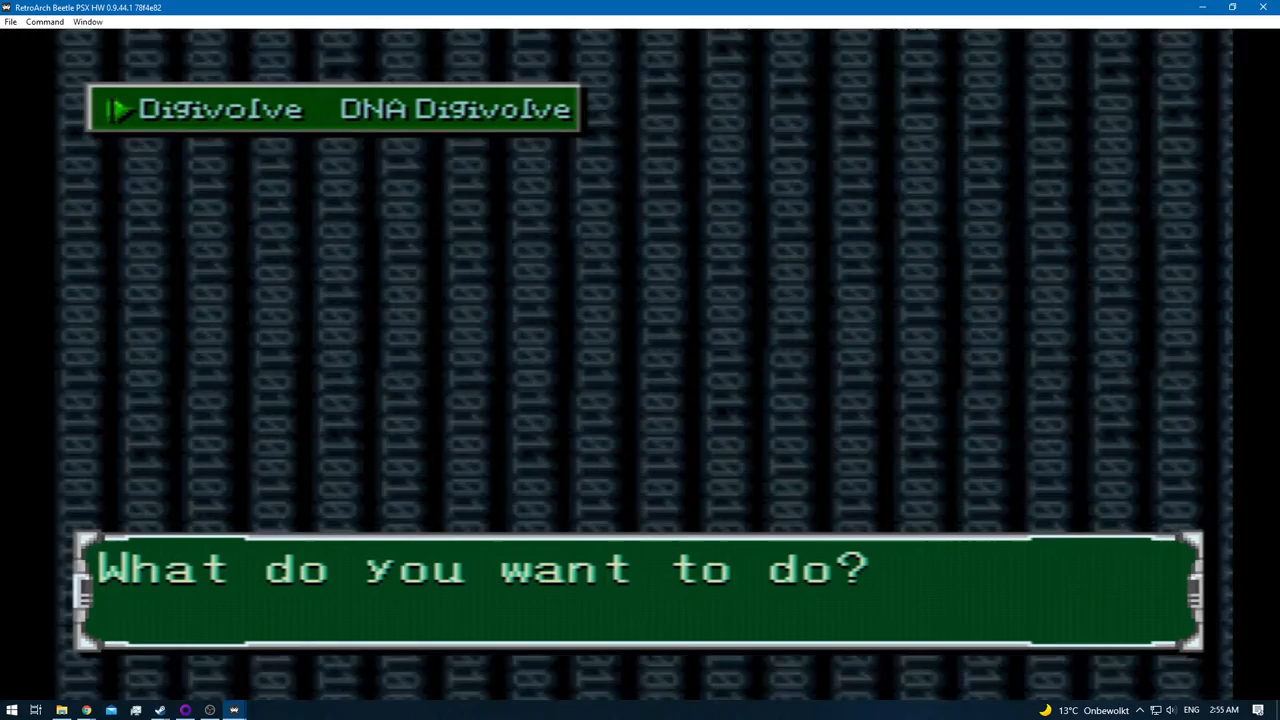 RetroArch Beetle PSX HW 0.9.44.1 78f4e82
File Command Window
Digivolve DNA Digivolve
What do you want to do?
13°C Onbewolkt ENG 2:55 AM